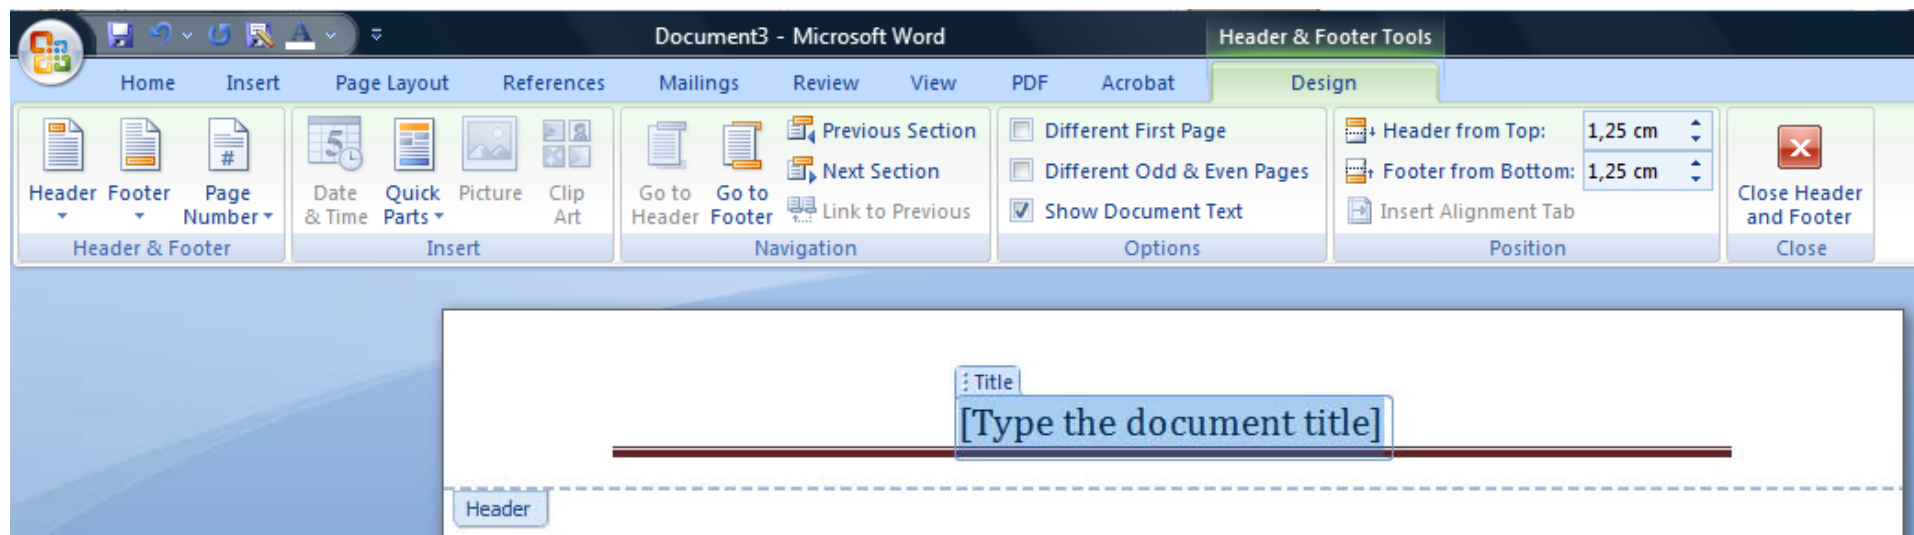 Document3 - Microsoft Word Header & Footer Tools
Home Insert Page Layout References Mailings Review View PDF Acrobat Design
Header
Footer
Page
Number
Header & Footer
5
Date
& Time
Quick
Parts
Picture
Clip
Art
Insert
Go to
Header
Go to
Footer
Previous Section
Next Section
Link to Previous
Navigation
Different First Page
Different Odd & Even Pages
Show Document Text
Options
Header from Top: 1,25 cm
Footer from Bottom: 1,25 cm
Insert Alignment Tab
Position
Close Header
and Footer
Close
Title
[Type the document title]
Header